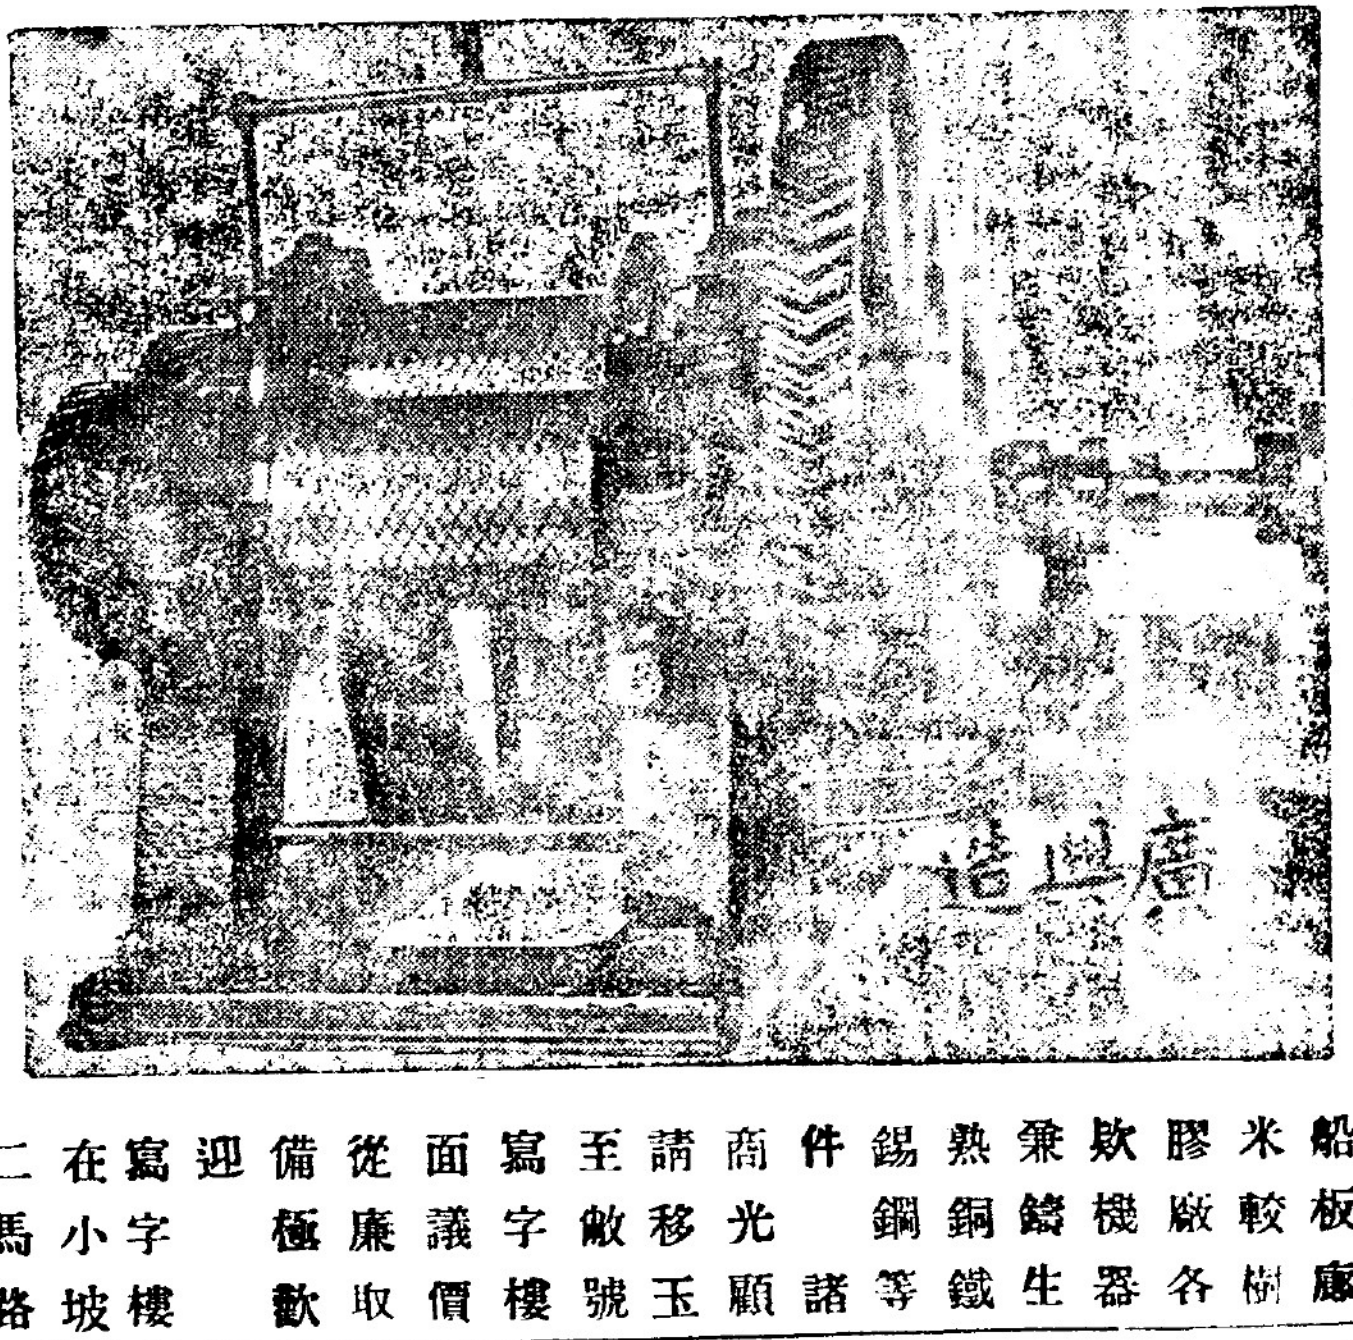 廣興造
船板廠
米較樹
膠廠各
欵機器
兼鑄生
熟銅鐵
錫鋼等
件 諸
商光顧
請移玉
至敝號
寫字樓
面議價
從廉取
備極歡
迎
寫字樓
在小坡
二馬路